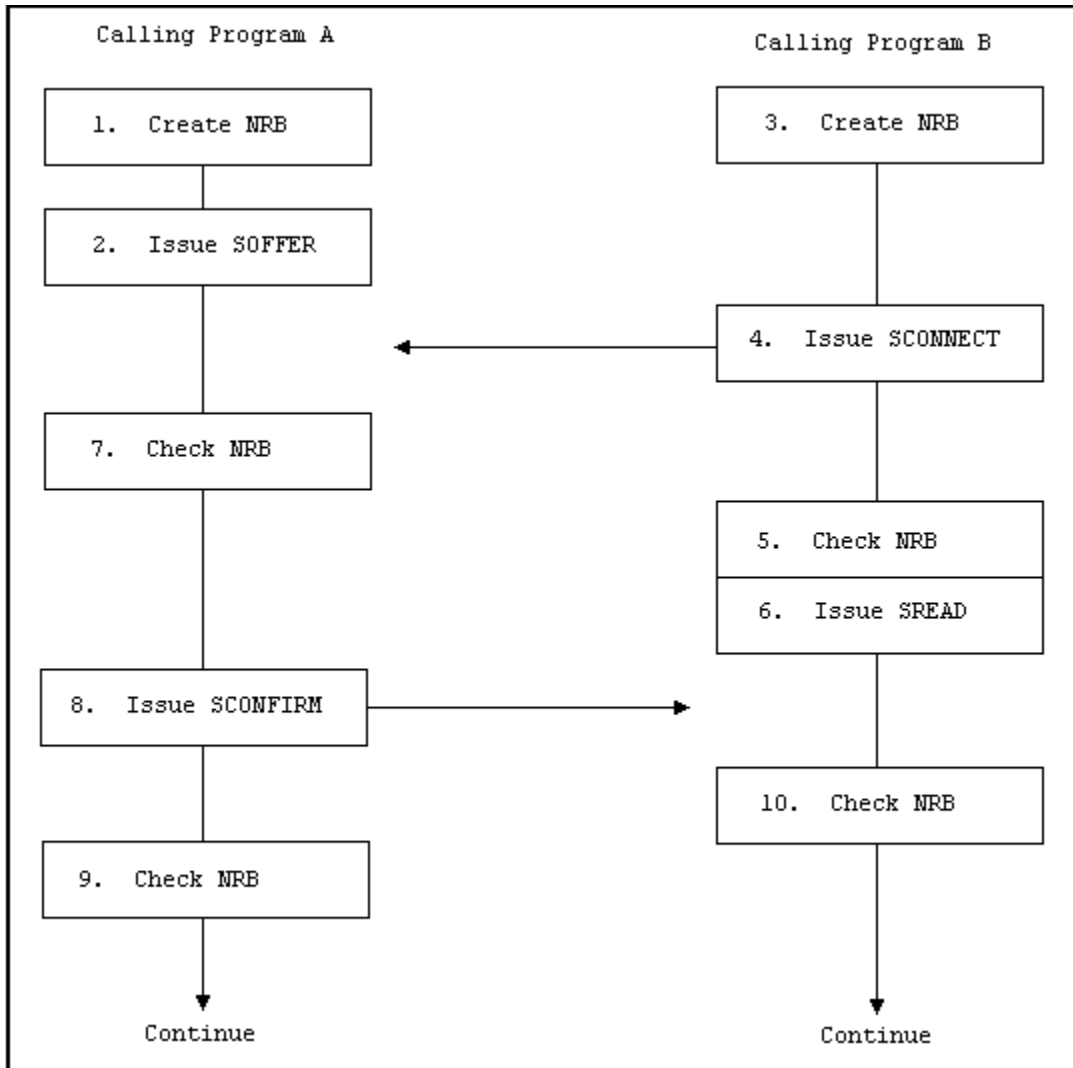 Calling Program A
Calling Program B
1. Create NRB
3. Create NRB
2. Issue SOFFER
4. Issue SCONNECT
7. Check NRB
5. Check NRB
6. Issue SREAD
8. Issue SCONFIRM
10. Check NRB
9. Check NRB
Continue
Continue